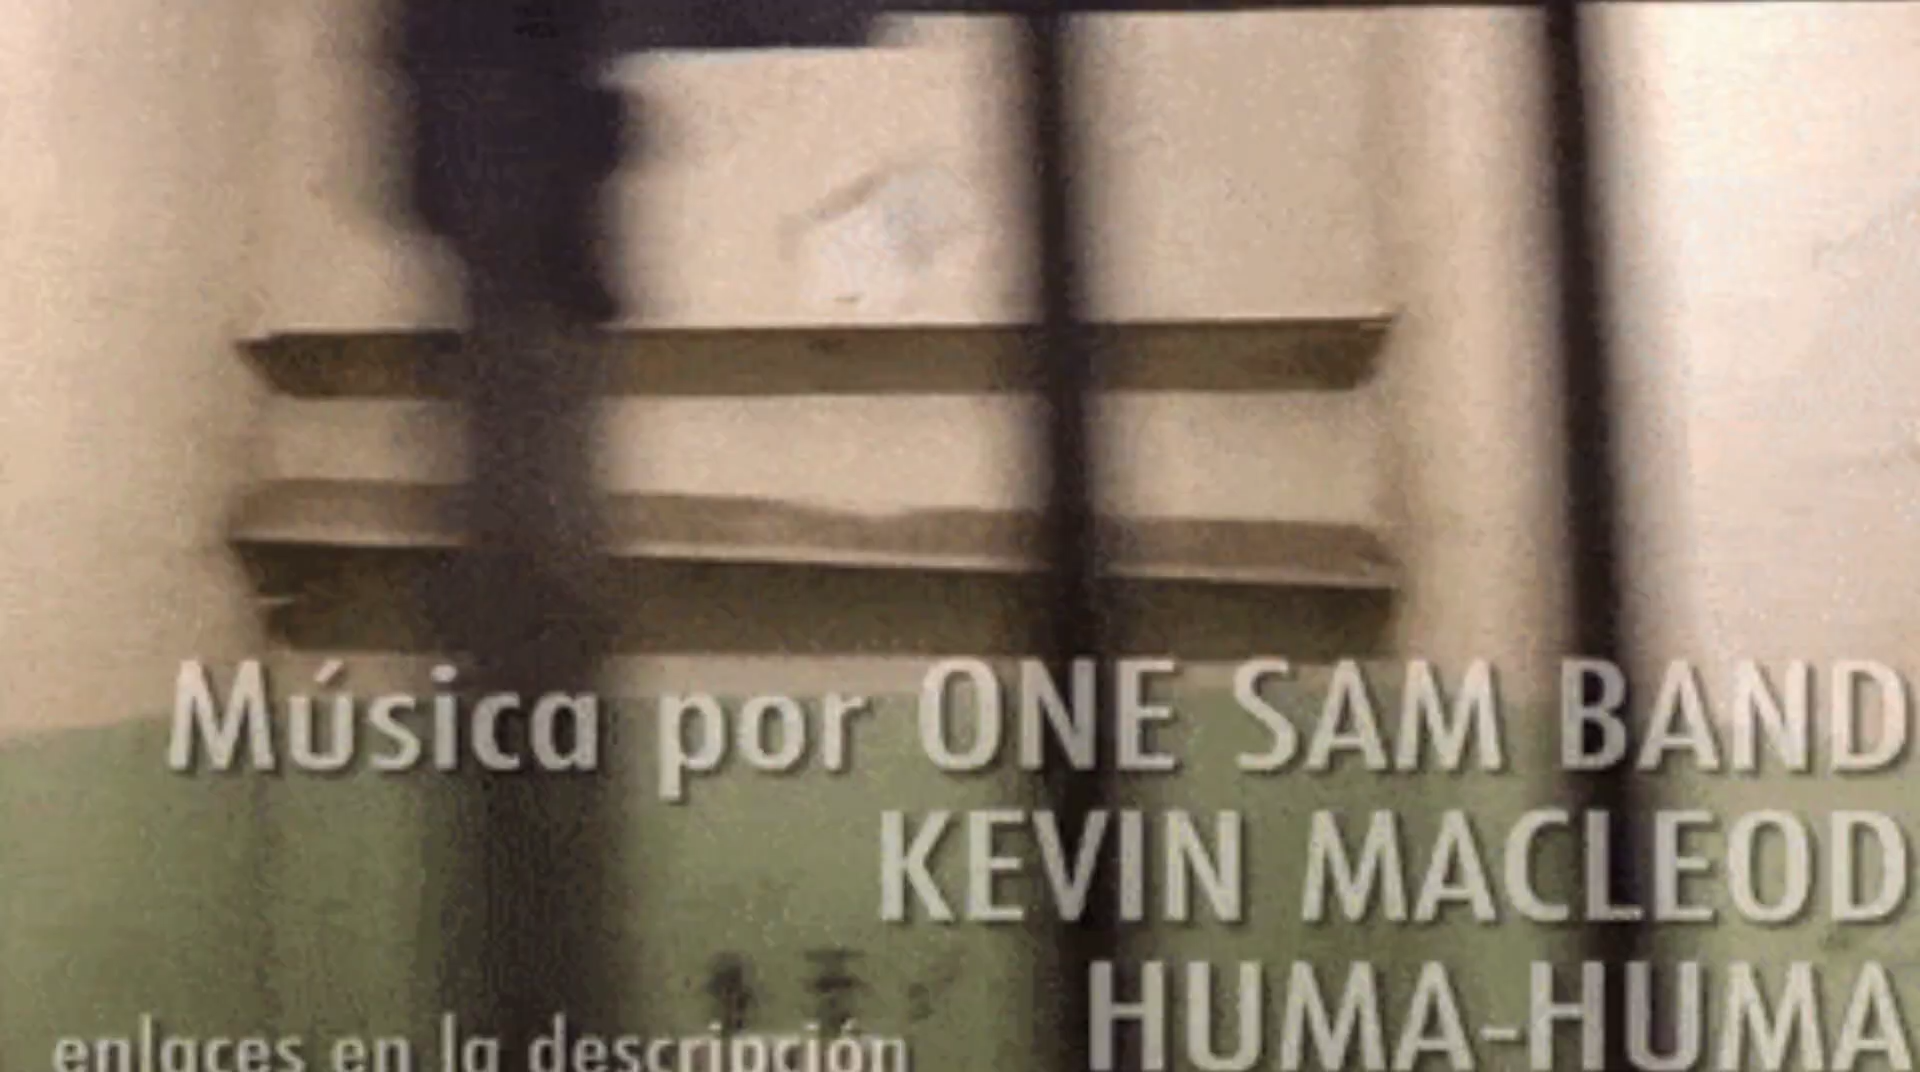 Música por ONE SAM BAND
KEVIN MACLEOD
HUMA-HUMA
enlaces en la descripción